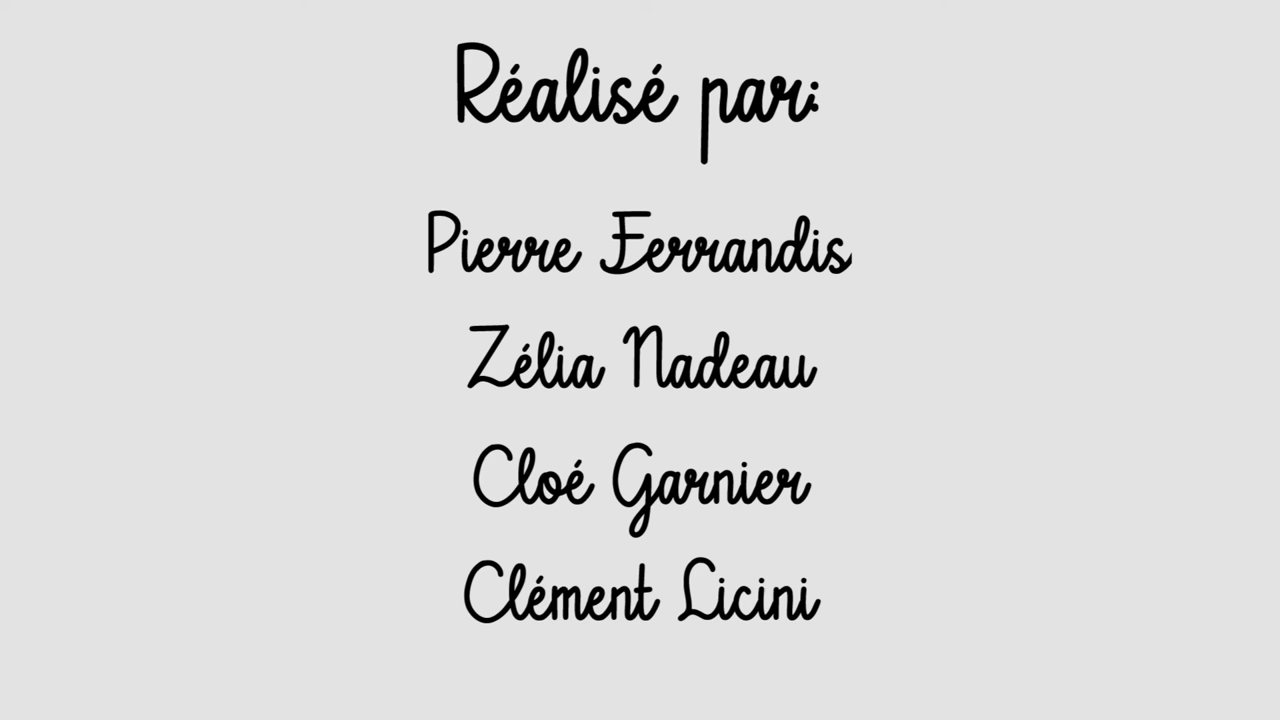 Réalisé par:
Pierre Ferrandis
Zélia Nadeau
Cloé Garnier
Clément Licini